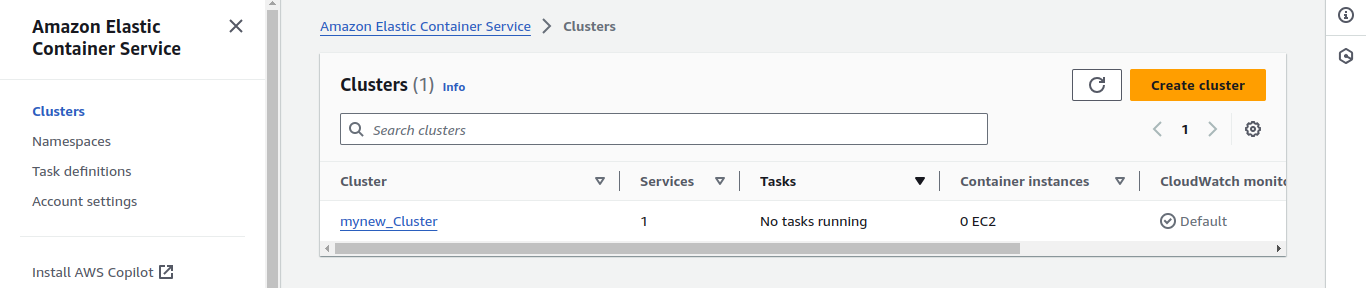 Amazon Elastic
Container Service
Clusters
Namespaces
Task definitions
Account settings
Install AWS Copilot
Amazon Elastic Container Service > Clusters
Clusters (1) Info
Create cluster
Search clusters
1
Cluster Services Tasks Container instances CloudWatch monito
mynew_Cluster 1 No tasks running 0 EC2 Default